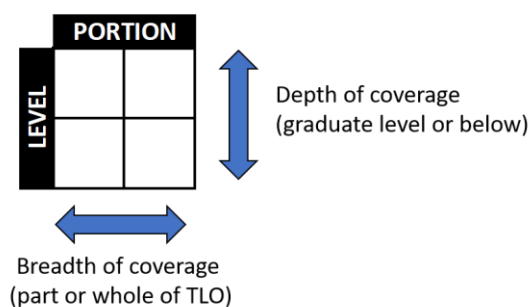 PORTION
LEVEL
Depth of coverage
(graduate level or below)
Breadth of coverage
(part or whole of TLO)